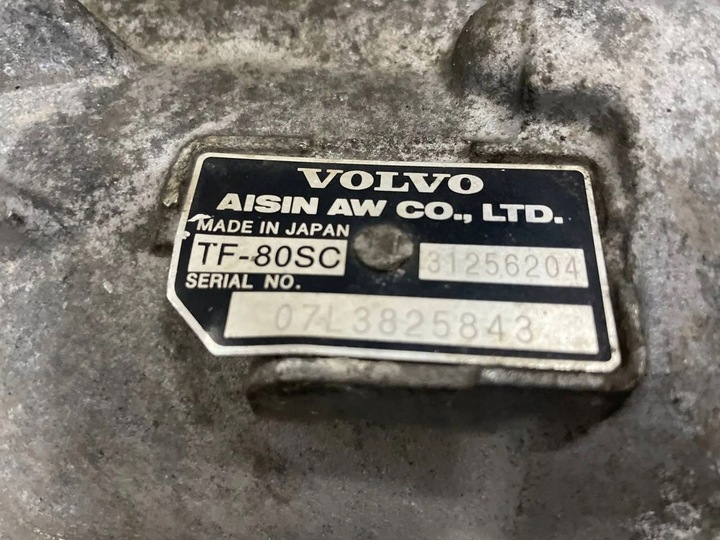 VOLVO
AISIN AW CO., LTD.
MADE IN JAPAN
TF-80SC 31256204
SERIAL NO.
07L3825843